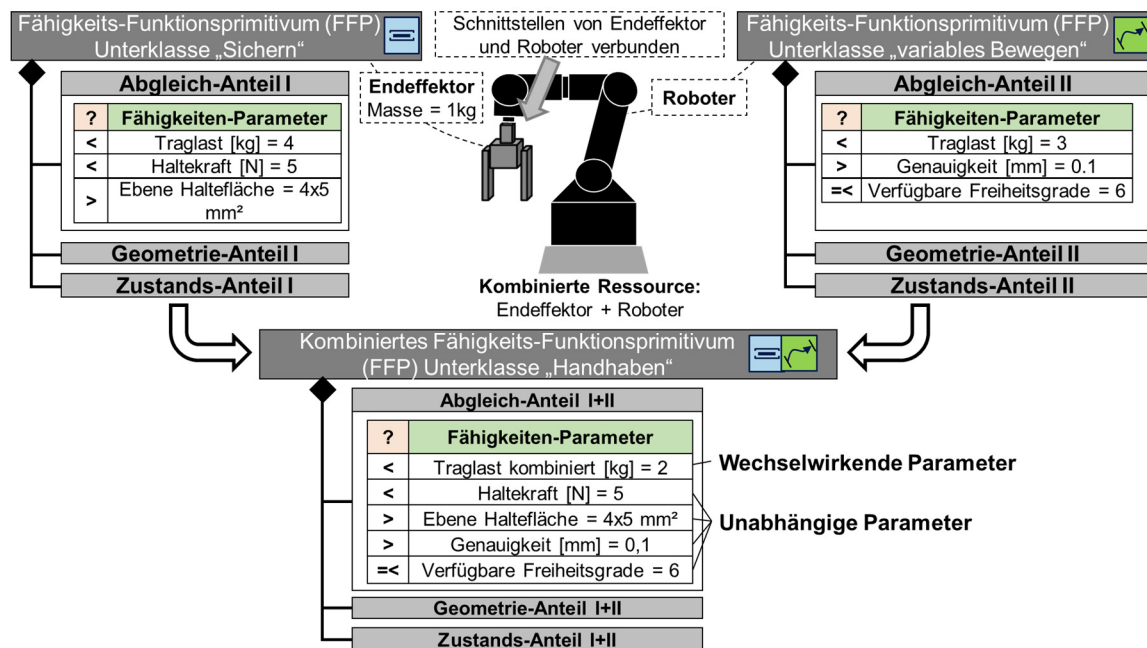 Fähigkeits-Funktionsprimitivum (FFP)
Unterklasse „Sichern“
Schnittstellen von Endeffektor
und Roboter verbunden
Fähigkeits-Funktionsprimitivum (FFP)
Unterklasse „variables Bewegen“
Abgleich-Anteil I
? Fähigkeiten-Parameter
< Traglast [kg] = 4
< Haltekraft [N] = 5
> Ebene Haltefläche = 4x5
mm²
Geometrie-Anteil I
Zustands-Anteil I
Endeffektor
Masse = 1kg
Roboter
Kombinierte Ressource:
Endeffektor + Roboter
Abgleich-Anteil II
? Fähigkeiten-Parameter
< Traglast [kg] = 3
> Genauigkeit [mm] = 0.1
=< Verfügbare Freiheitsgrade = 6
Geometrie-Anteil II
Zustands-Anteil II
Kombiniertes Fähigkeits-Funktionsprimitivum
(FFP) Unterklasse „Handhaben“
Abgleich-Anteil I+II
? Fähigkeiten-Parameter
< Traglast kombiniert [kg] = 2
< Haltekraft [N] = 5
> Ebene Haltefläche = 4x5 mm²
> Genauigkeit [mm] = 0,1
=< Verfügbare Freiheitsgrade = 6
Wechselwirkende Parameter
Unabhängige Parameter
Geometrie-Anteil I+II
Zustands-Anteil I+II